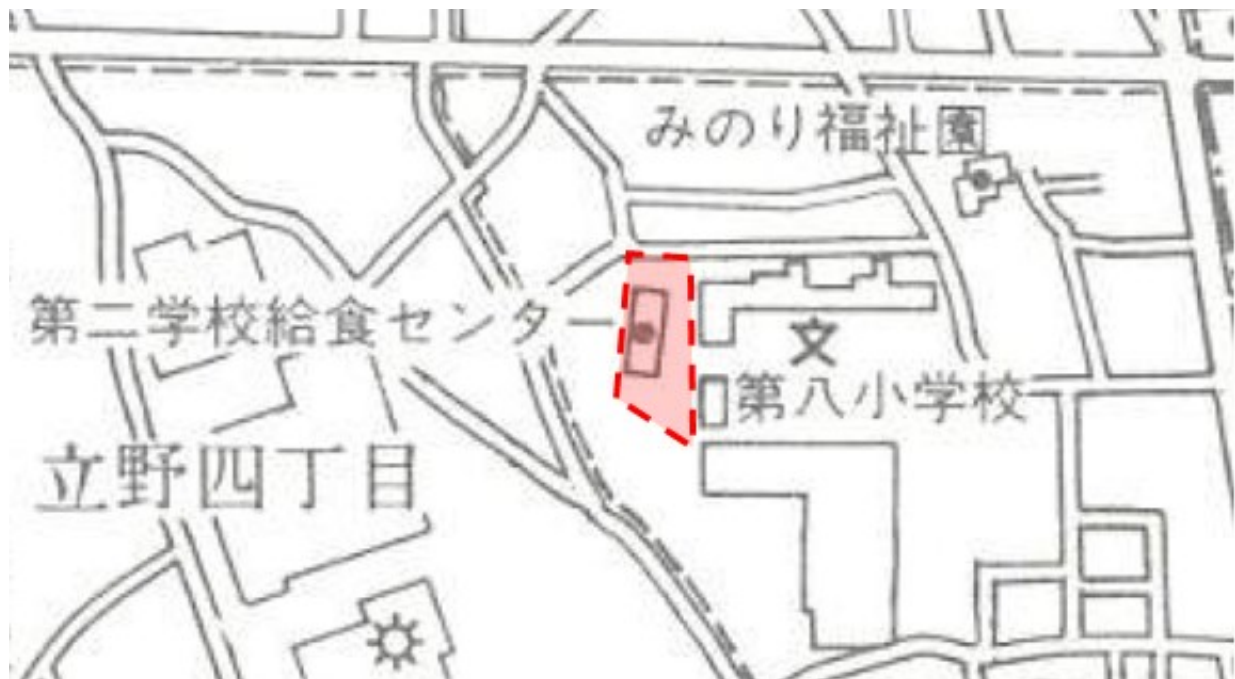 みのり福祉園
第二学校給食センター
文
第八小学校
立野四丁目